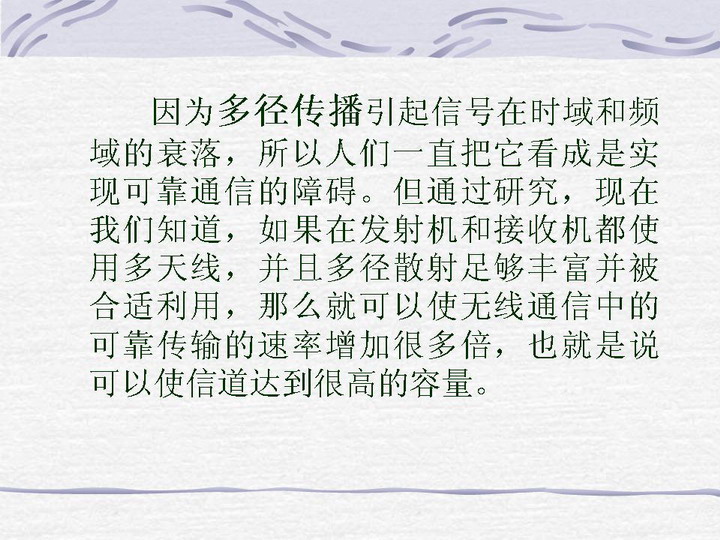 因为多径传播引起信号在时域和频
域的衰落，所以人们一直把它看成是实
现可靠通信的障碍。但通过研究，现在
我们知道，如果在发射机和接收机都使
用多天线，并且多径散射足够丰富并被
合适利用，那么就可以使无线通信中的
可靠传输的速率增加很多倍，也就是说
可以使信道达到很高的容量。